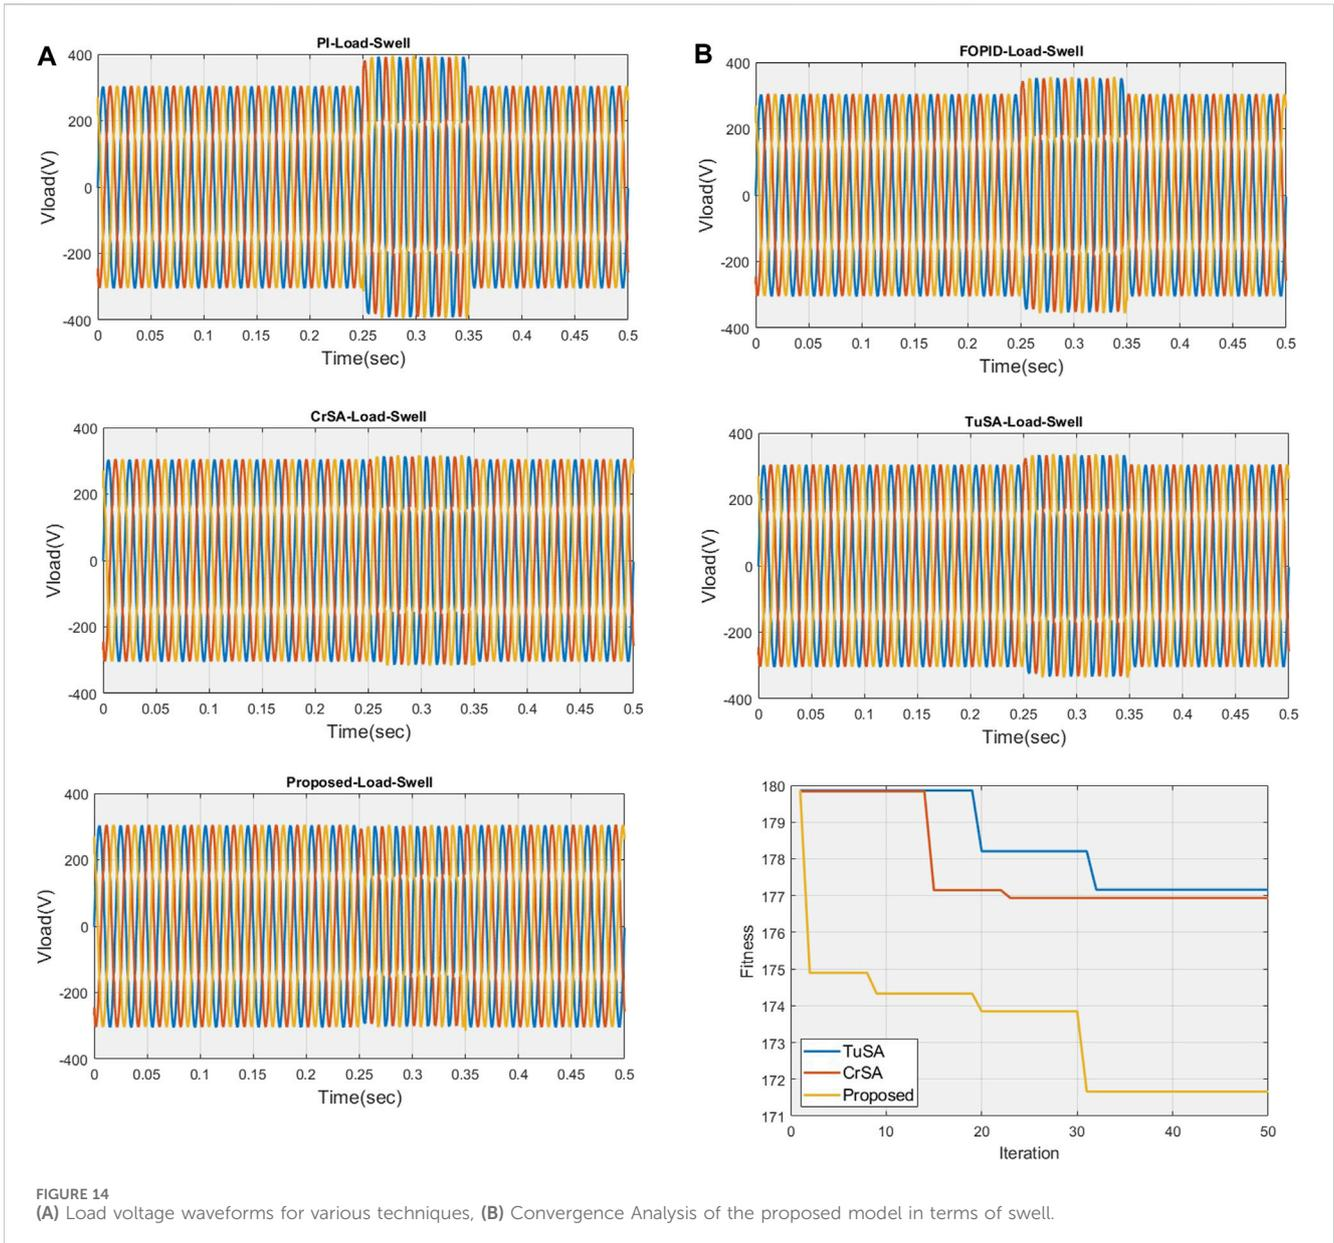 A
PI-Load-Swell
400
200
0
-200
-400
Vload(V)
0 0.05 0.1 0.15 0.2 0.25 0.3 0.35 0.4 0.45 0.5
Time(sec)
B
FOPID-Load-Swell
400
200
0
-200
-400
Vload(V)
0 0.05 0.1 0.15 0.2 0.25 0.3 0.35 0.4 0.45 0.5
Time(sec)
CrSA-Load-Swell
400
200
0
-200
-400
Vload(V)
0 0.05 0.1 0.15 0.2 0.25 0.3 0.35 0.4 0.45 0.5
Time(sec)
TuSA-Load-Swell
400
200
0
-200
-400
Vload(V)
0 0.05 0.1 0.15 0.2 0.25 0.3 0.35 0.4 0.45 0.5
Time(sec)
Proposed-Load-Swell
400
200
0
-200
-400
Vload(V)
0 0.05 0.1 0.15 0.2 0.25 0.3 0.35 0.4 0.45 0.5
Time(sec)
180
179
178
177
176
175
174
173
172
171
Fitness
TuSA
CrSA
Proposed
0 10 20 30 40 50
Iteration
FIGURE 14
(A) Load voltage waveforms for various techniques, (B) Convergence Analysis of the proposed model in terms of swell.